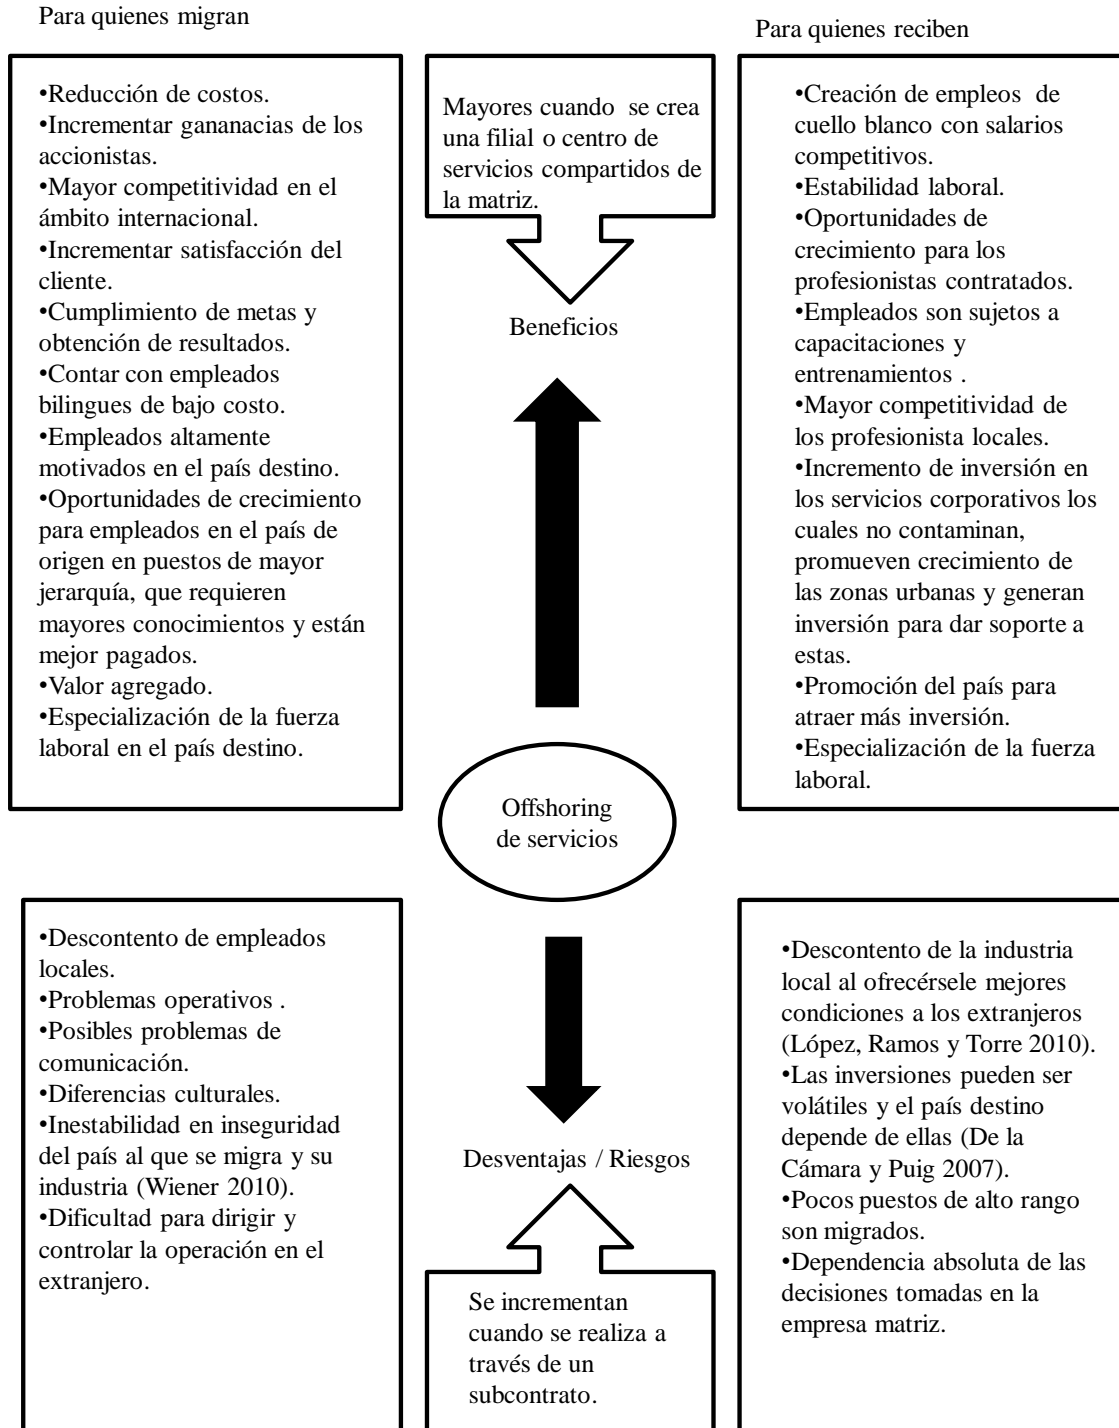 Para quienes migran
Para quienes reciben
•Reducción de costos.
•Incrementar gananacias de los
accionistas.
•Mayor competitividad en el
ámbito internacional.
•Incrementar satisfacción del
cliente.
•Cumplimiento de metas y
obtención de resultados.
•Contar con empleados
bilingues de bajo costo.
•Empleados altamente
motivados en el país destino.
•Oportunidades de crecimiento
para empleados en el país de
origen en puestos de mayor
jerarquía, que requieren
mayores conocimientos y están
mejor pagados.
•Valor agregado.
•Especialización de la fuerza
laboral en el país destino.
Mayores cuando se crea
una filial o centro de
servicios compartidos de
la matriz.
Beneficios
•Creación de empleos de
cuello blanco con salarios
competitivos.
•Estabilidad laboral.
•Oportunidades de
crecimiento para los
profesionistas contratados.
•Empleados son sujetos a
capacitaciones y
entrenamientos .
•Mayor competitividad de
los profesionista locales.
•Incremento de inversión en
los servicios corporativos los
cuales no contaminan,
promueven crecimiento de
las zonas urbanas y generan
inversión para dar soporte a
estas.
•Promoción del país para
atraer más inversión.
•Especialización de la fuerza
laboral.
Offshoring
de servicios
•Descontento de empleados
locales.
•Problemas operativos .
•Posibles problemas de
comunicación.
•Diferencias culturales.
•Inestabilidad en inseguridad
del país al que se migra y su
industria (Wiener 2010).
•Dificultad para dirigir y
controlar la operación en el
extranjero.
Desventajas / Riesgos
Se incrementan
cuando se realiza a
través de un
subcontrato.
•Descontento de la industria
local al ofrecérsele mejores
condiciones a los extranjeros
(López, Ramos y Torre 2010).
•Las inversiones pueden ser
volátiles y el país destino
depende de ellas (De la
Cámara y Puig 2007).
•Pocos puestos de alto rango
son migrados.
•Dependencia absoluta de las
decisiones tomadas en la
empresa matriz.